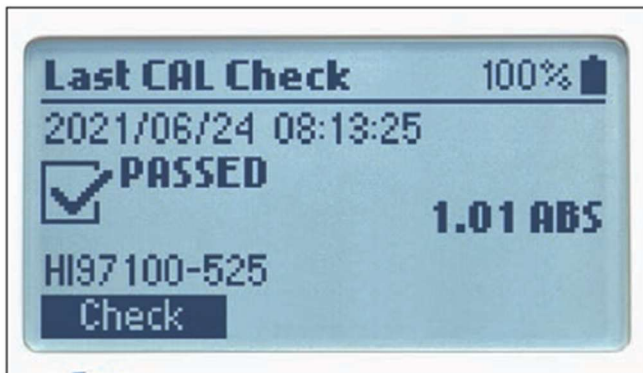 Last CAL Check 100%
2021/06/24 08:13:25
PASSED
1.01 ABS
HI97100-525
Check